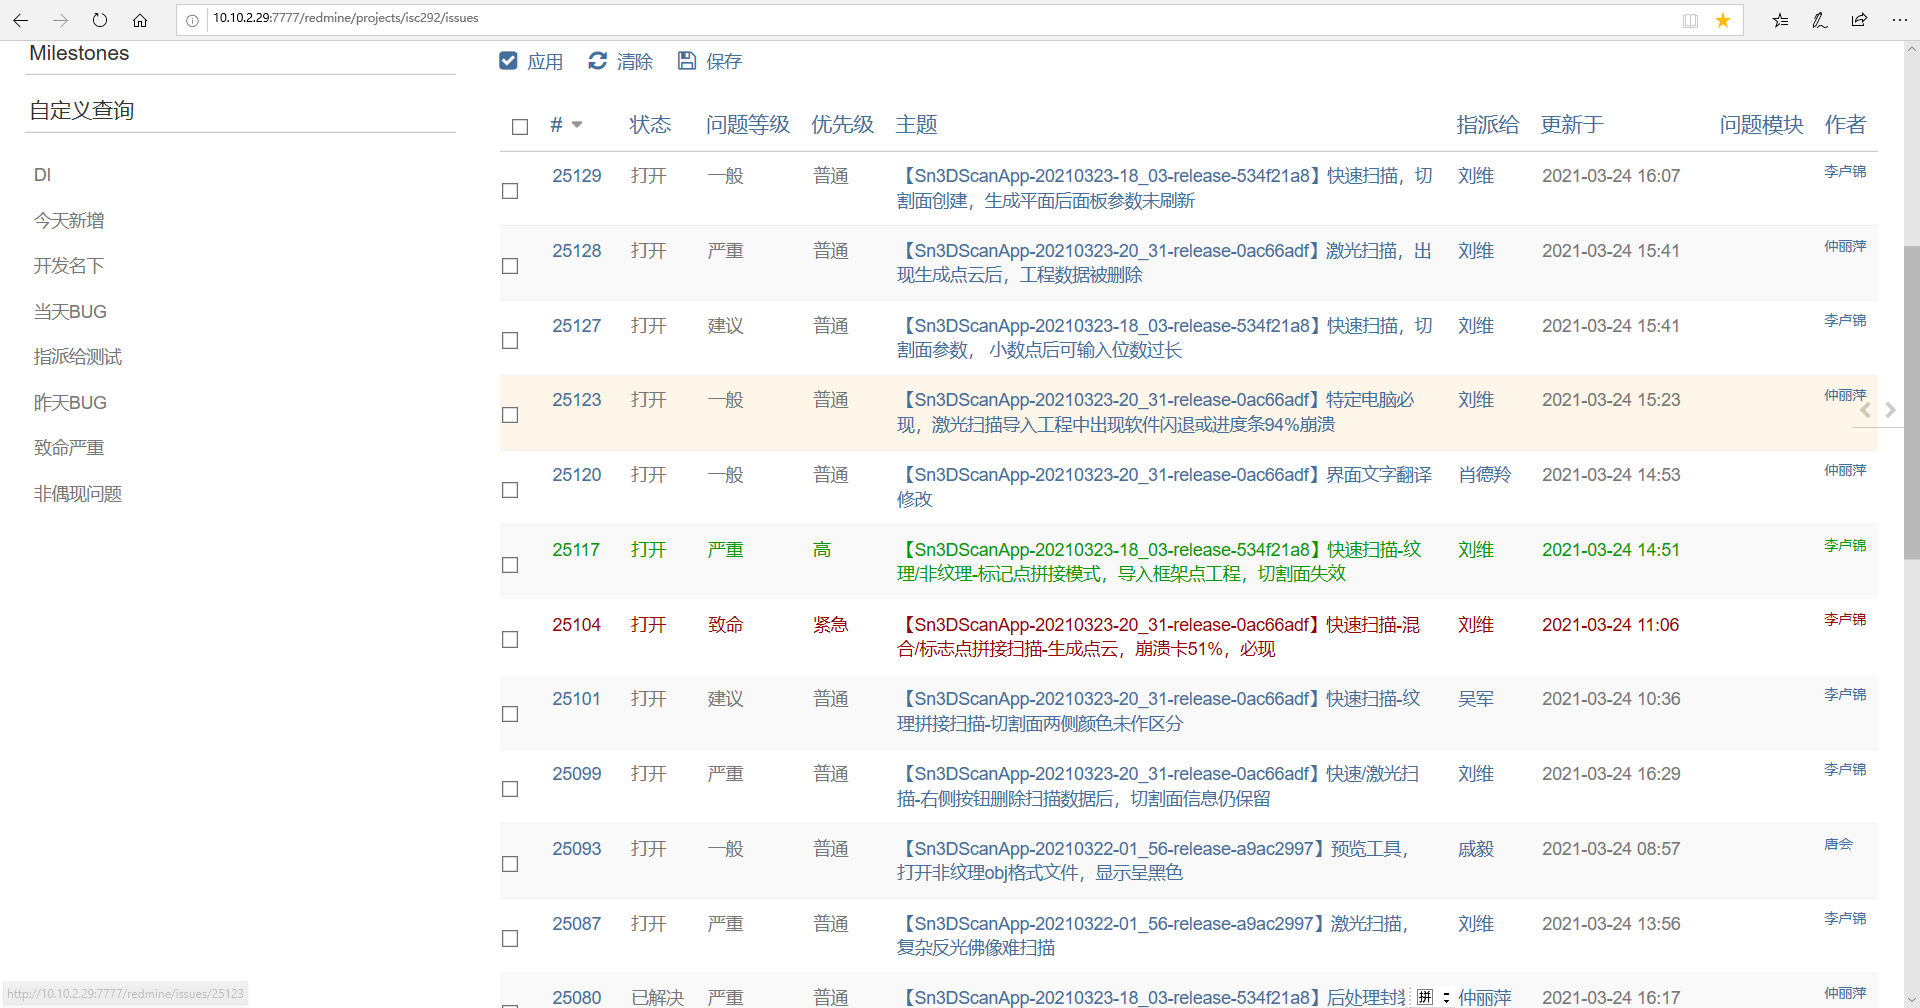 10.10.2.29:7777/redmine/projects/isc292/issues
Milestones
自定义查询
DI
今天新增
开发名下
当天BUG
指派给测试
昨天BUG
致命严重
非偶现问题
应用 清除 保存
# 状态 问题等级 优先级 主题 指派给 更新于 问题模块 作者
25129 打开 一般 普通 【Sn3DScanApp-20210323-18_03-release-534f21a8】快速扫描，切 刘维 2021-03-24 16:07 李卢锦
割面创建，生成平面后面板参数未刷新
25128 打开 严重 普通 【Sn3DScanApp-20210323-20_31-release-0ac66adf】激光扫描，出 刘维 2021-03-24 15:41 仲丽萍
现生成点云后，工程数据被删除
25127 打开 建议 普通 【Sn3DScanApp-20210323-18_03-release-534f21a8】快速扫描，切 刘维 2021-03-24 15:41 李卢锦
割面参数， 小数点后可输入位数过长
25123 打开 一般 普通 【Sn3DScanApp-20210323-20_31-release-0ac66adf】特定电脑必 刘维 2021-03-24 15:23 仲丽萍
现，激光扫描导入工程中出现软件闪退或进度条94%崩溃
25120 打开 一般 普通 【Sn3DScanApp-20210323-20_31-release-0ac66adf】界面文字翻译 肖德羚 2021-03-24 14:53 仲丽萍
修改
25117 打开 严重 高 【Sn3DScanApp-20210323-18_03-release-534f21a8】快速扫描-纹 刘维 2021-03-24 14:51 李卢锦
理/非纹理-标记点拼接模式，导入框架点工程，切割面失效
25104 打开 致命 紧急 【Sn3DScanApp-20210323-20_31-release-0ac66adf】快速扫描-混 刘维 2021-03-24 11:06 李卢锦
合/标志点拼接扫描-生成点云，崩溃卡51%，必现
25101 打开 建议 普通 【Sn3DScanApp-20210323-20_31-release-0ac66adf】快速扫描-纹 吴军 2021-03-24 10:36 李卢锦
理拼接扫描-切割面两侧颜色未作区分
25099 打开 严重 普通 【Sn3DScanApp-20210323-20_31-release-0ac66adf】快速/激光扫 刘维 2021-03-24 16:29 李卢锦
描-右侧按钮删除扫描数据后，切割面信息仍保留
25093 打开 一般 普通 【Sn3DScanApp-20210322-01_56-release-a9ac2997】预览工具， 戚毅 2021-03-24 08:57 唐会
打开非纹理obj格式文件，显示呈黑色
25087 打开 严重 普通 【Sn3DScanApp-20210322-01_56-release-a9ac2997】激光扫描， 刘维 2021-03-24 13:56 李卢锦
复杂反光佛像难扫描
25080 已解决 严重 普通 【Sn3DScanApp-20210323-18_03-release-534f21a8】后处理封 拼 仲丽萍 2021-03-24 16:17 仲丽萍
http://10.10.2.29:7777/redmine/issues/25123